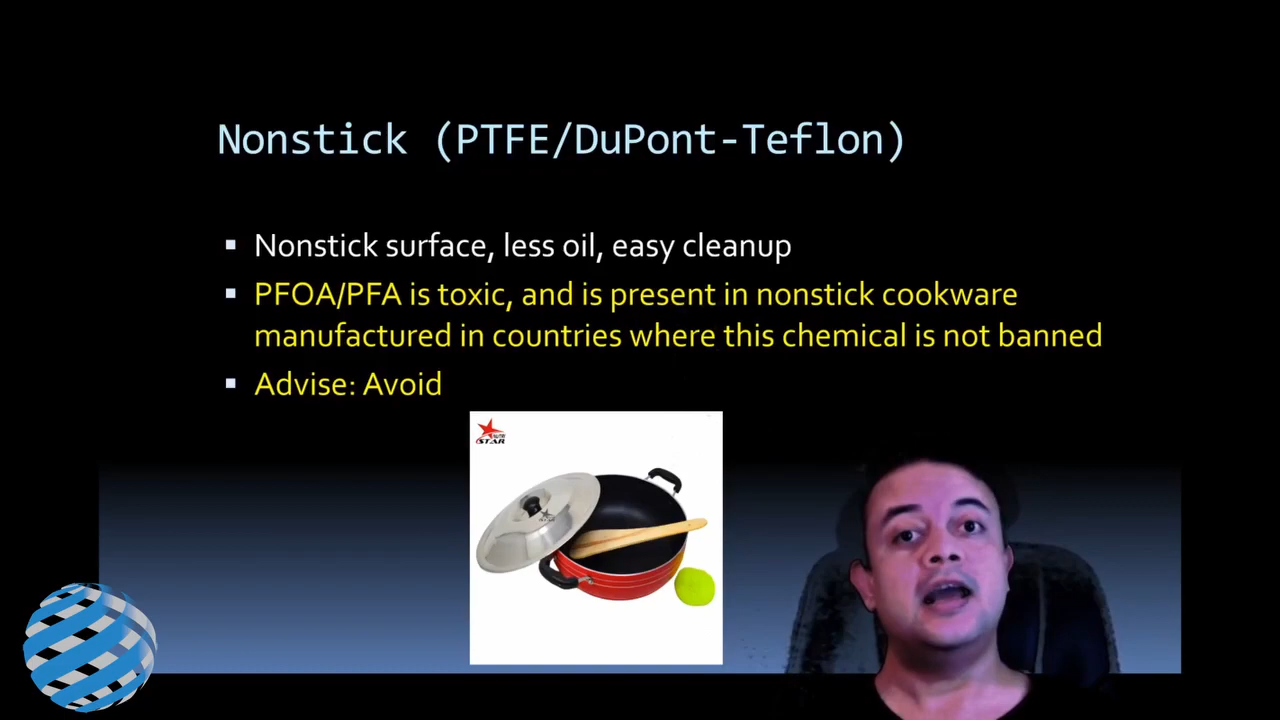 Nonstick (PTFE/DuPont-Teflon)
Nonstick surface, less oil, easy cleanup
PFOA/PFA is toxic, and is present in nonstick cookware
manufactured in countries where this chemical is not banned
Advise: Avoid
STAR